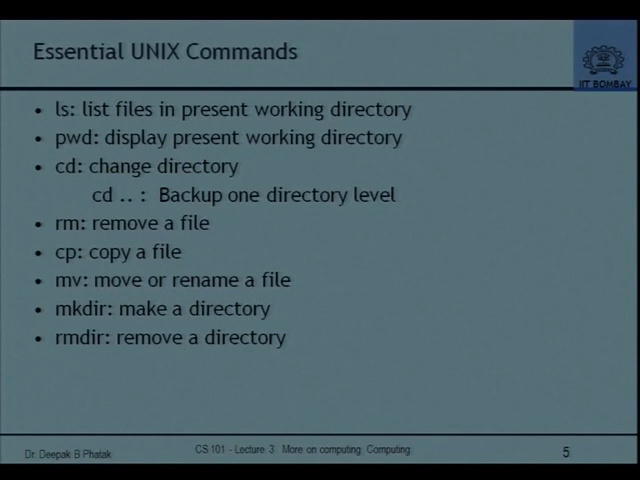 Essential UNIX Commands
IIT BOMBAY
• ls: list files in present working directory
• pwd: display present working directory
• cd: change directory
cd .. : Backup one directory level
• rm: remove a file
• cp: copy a file
• mv: move or rename a file
• mkdir: make a directory
• rmdir: remove a directory
Dr. Deepak B Phatak
CS 101 - Lecture 3 More on computing Computing
5